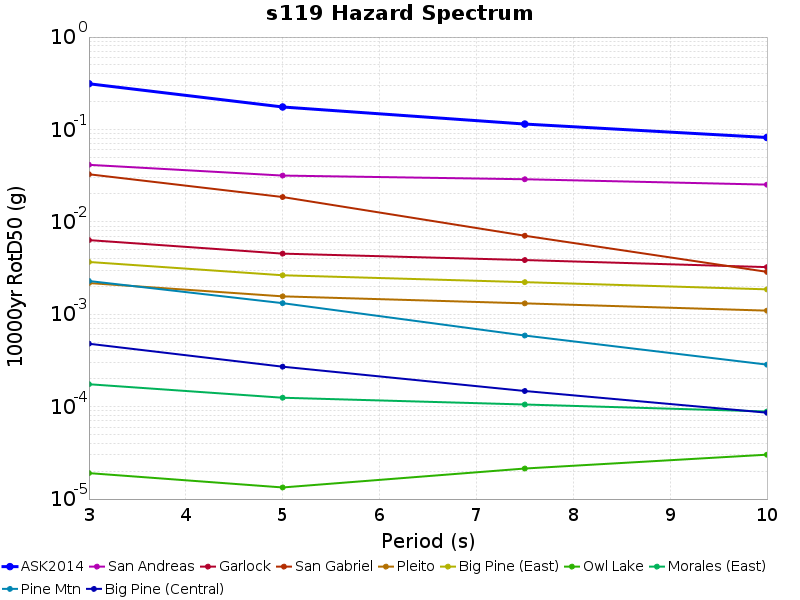 s119 Hazard Spectrum
10000yr RotD50 (g)
10^0
10^-1
10^-2
10^-3
10^-4
10^-5
3 4 5 6 7 8 9 10
Period (s)
ASK2014 San Andreas Garlock San Gabriel Pleito Big Pine (East) Owl Lake Morales (East)
Pine Mtn Big Pine (Central)